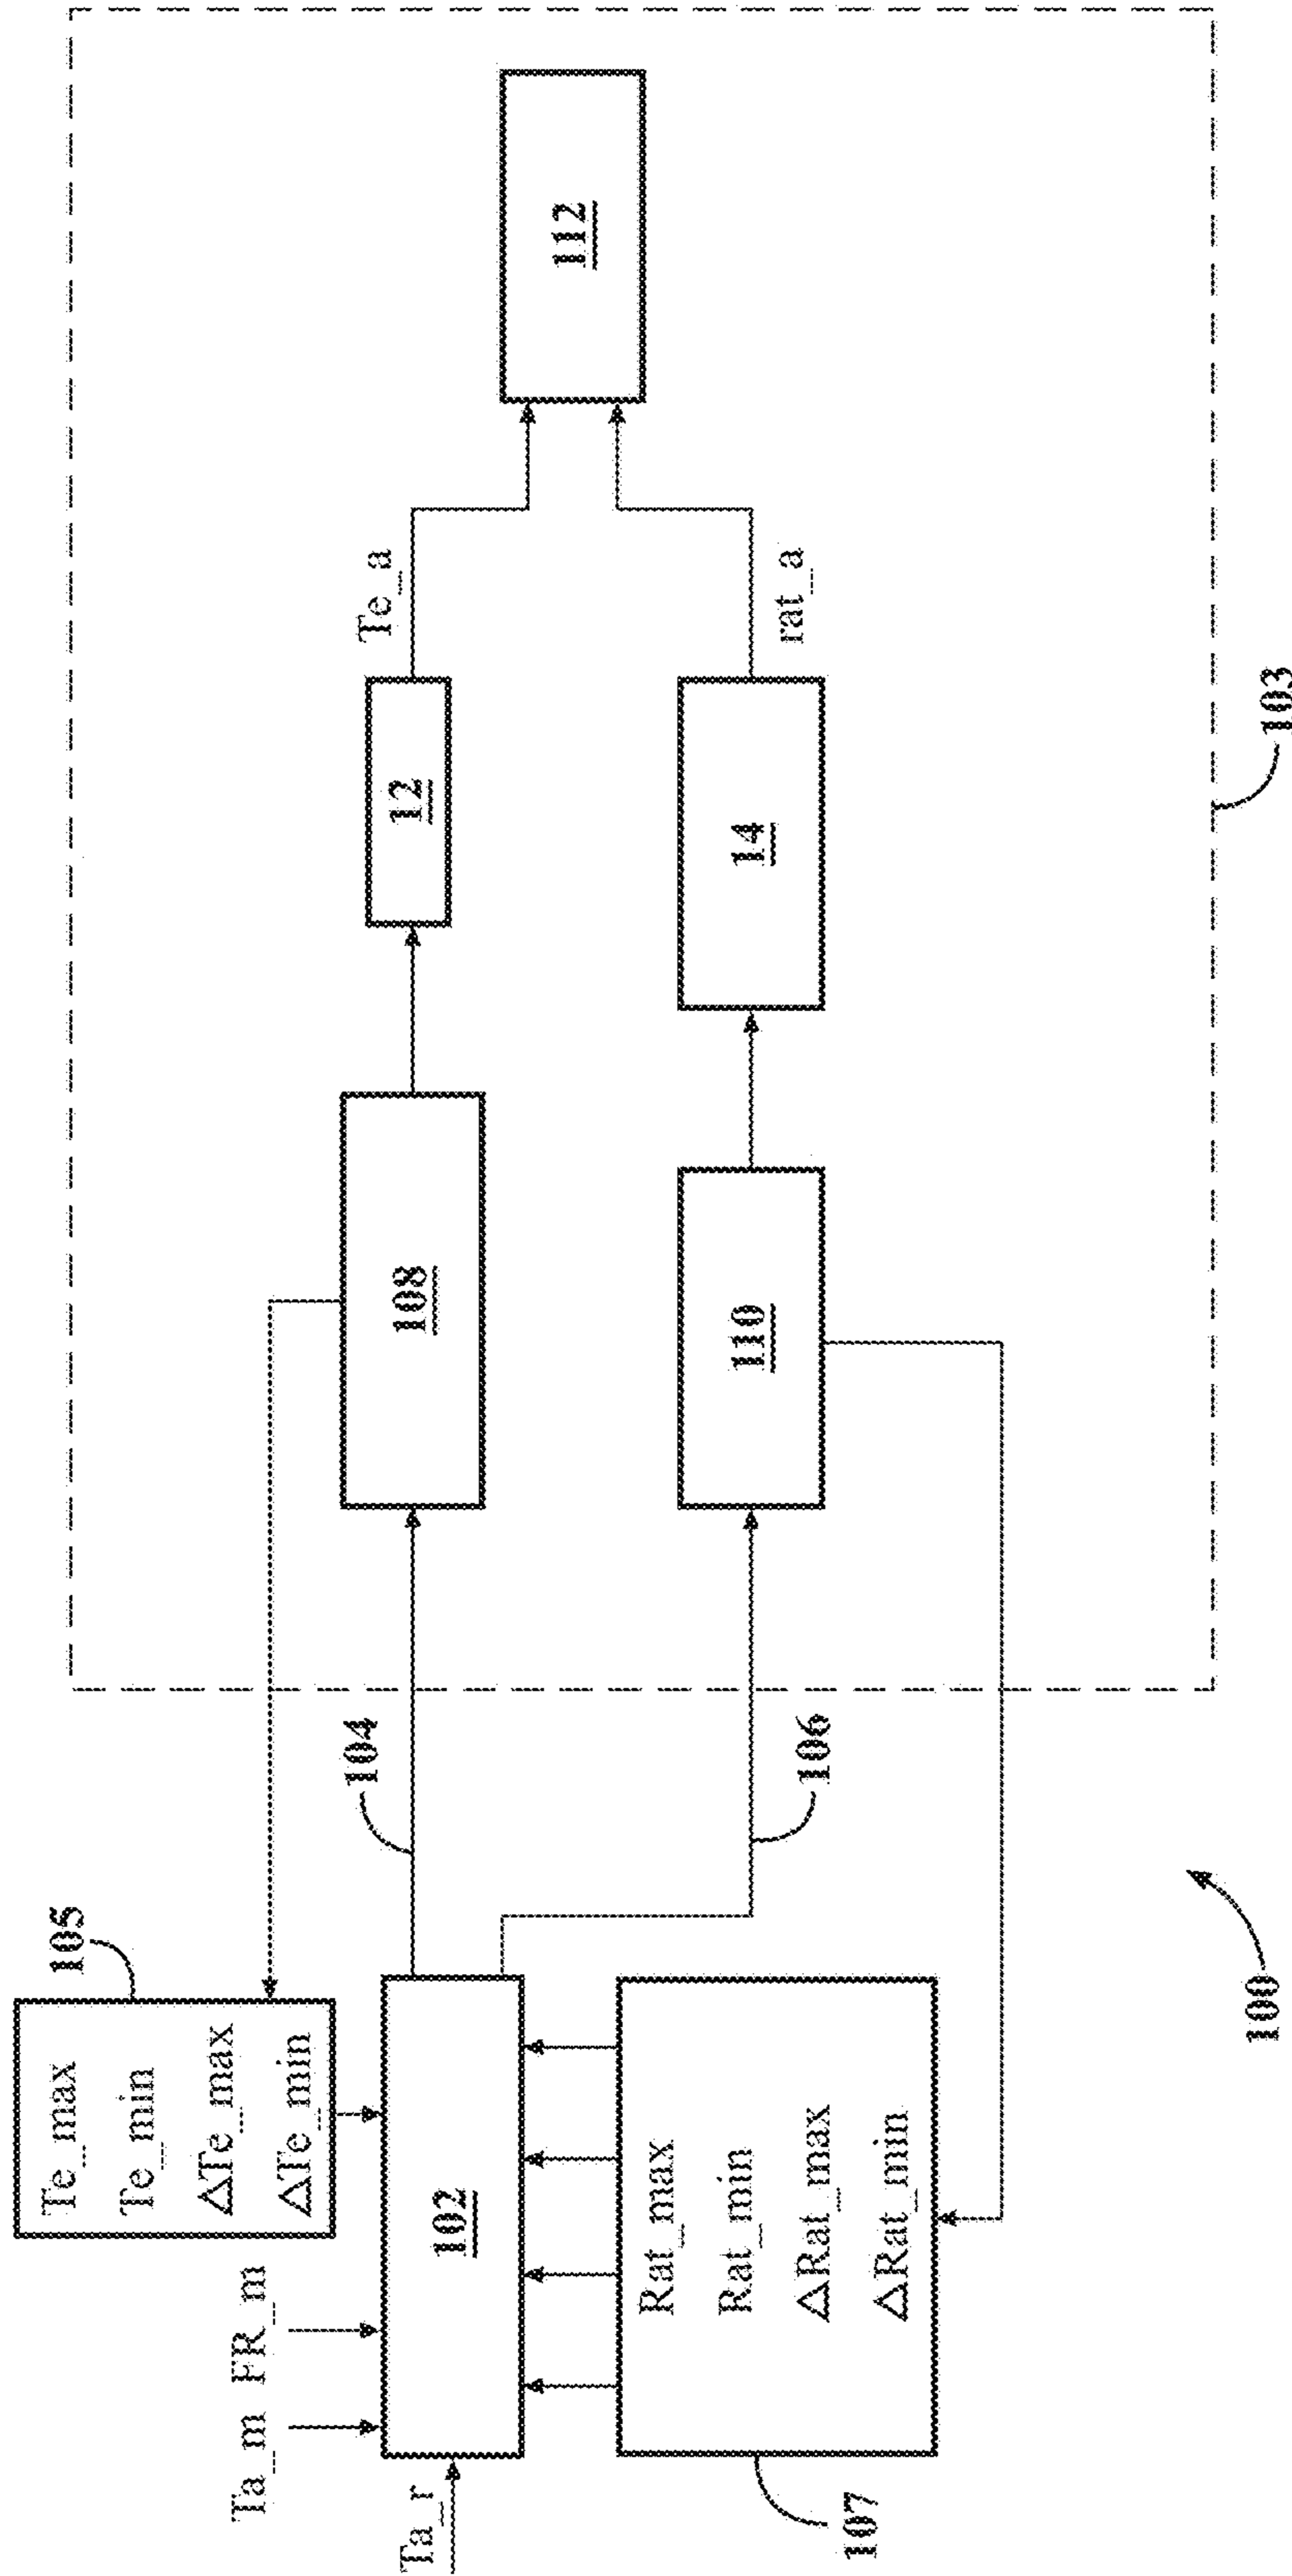 105
Te_max
Te_min
ΔTe_max
ΔTe_min
Ta_m FR_m
Ta_r
102
104
106
107
Rat_max
Rat_min
ΔRat_max
ΔRat_min
108
110
12
14
Te_a
rat_a
112
103
100